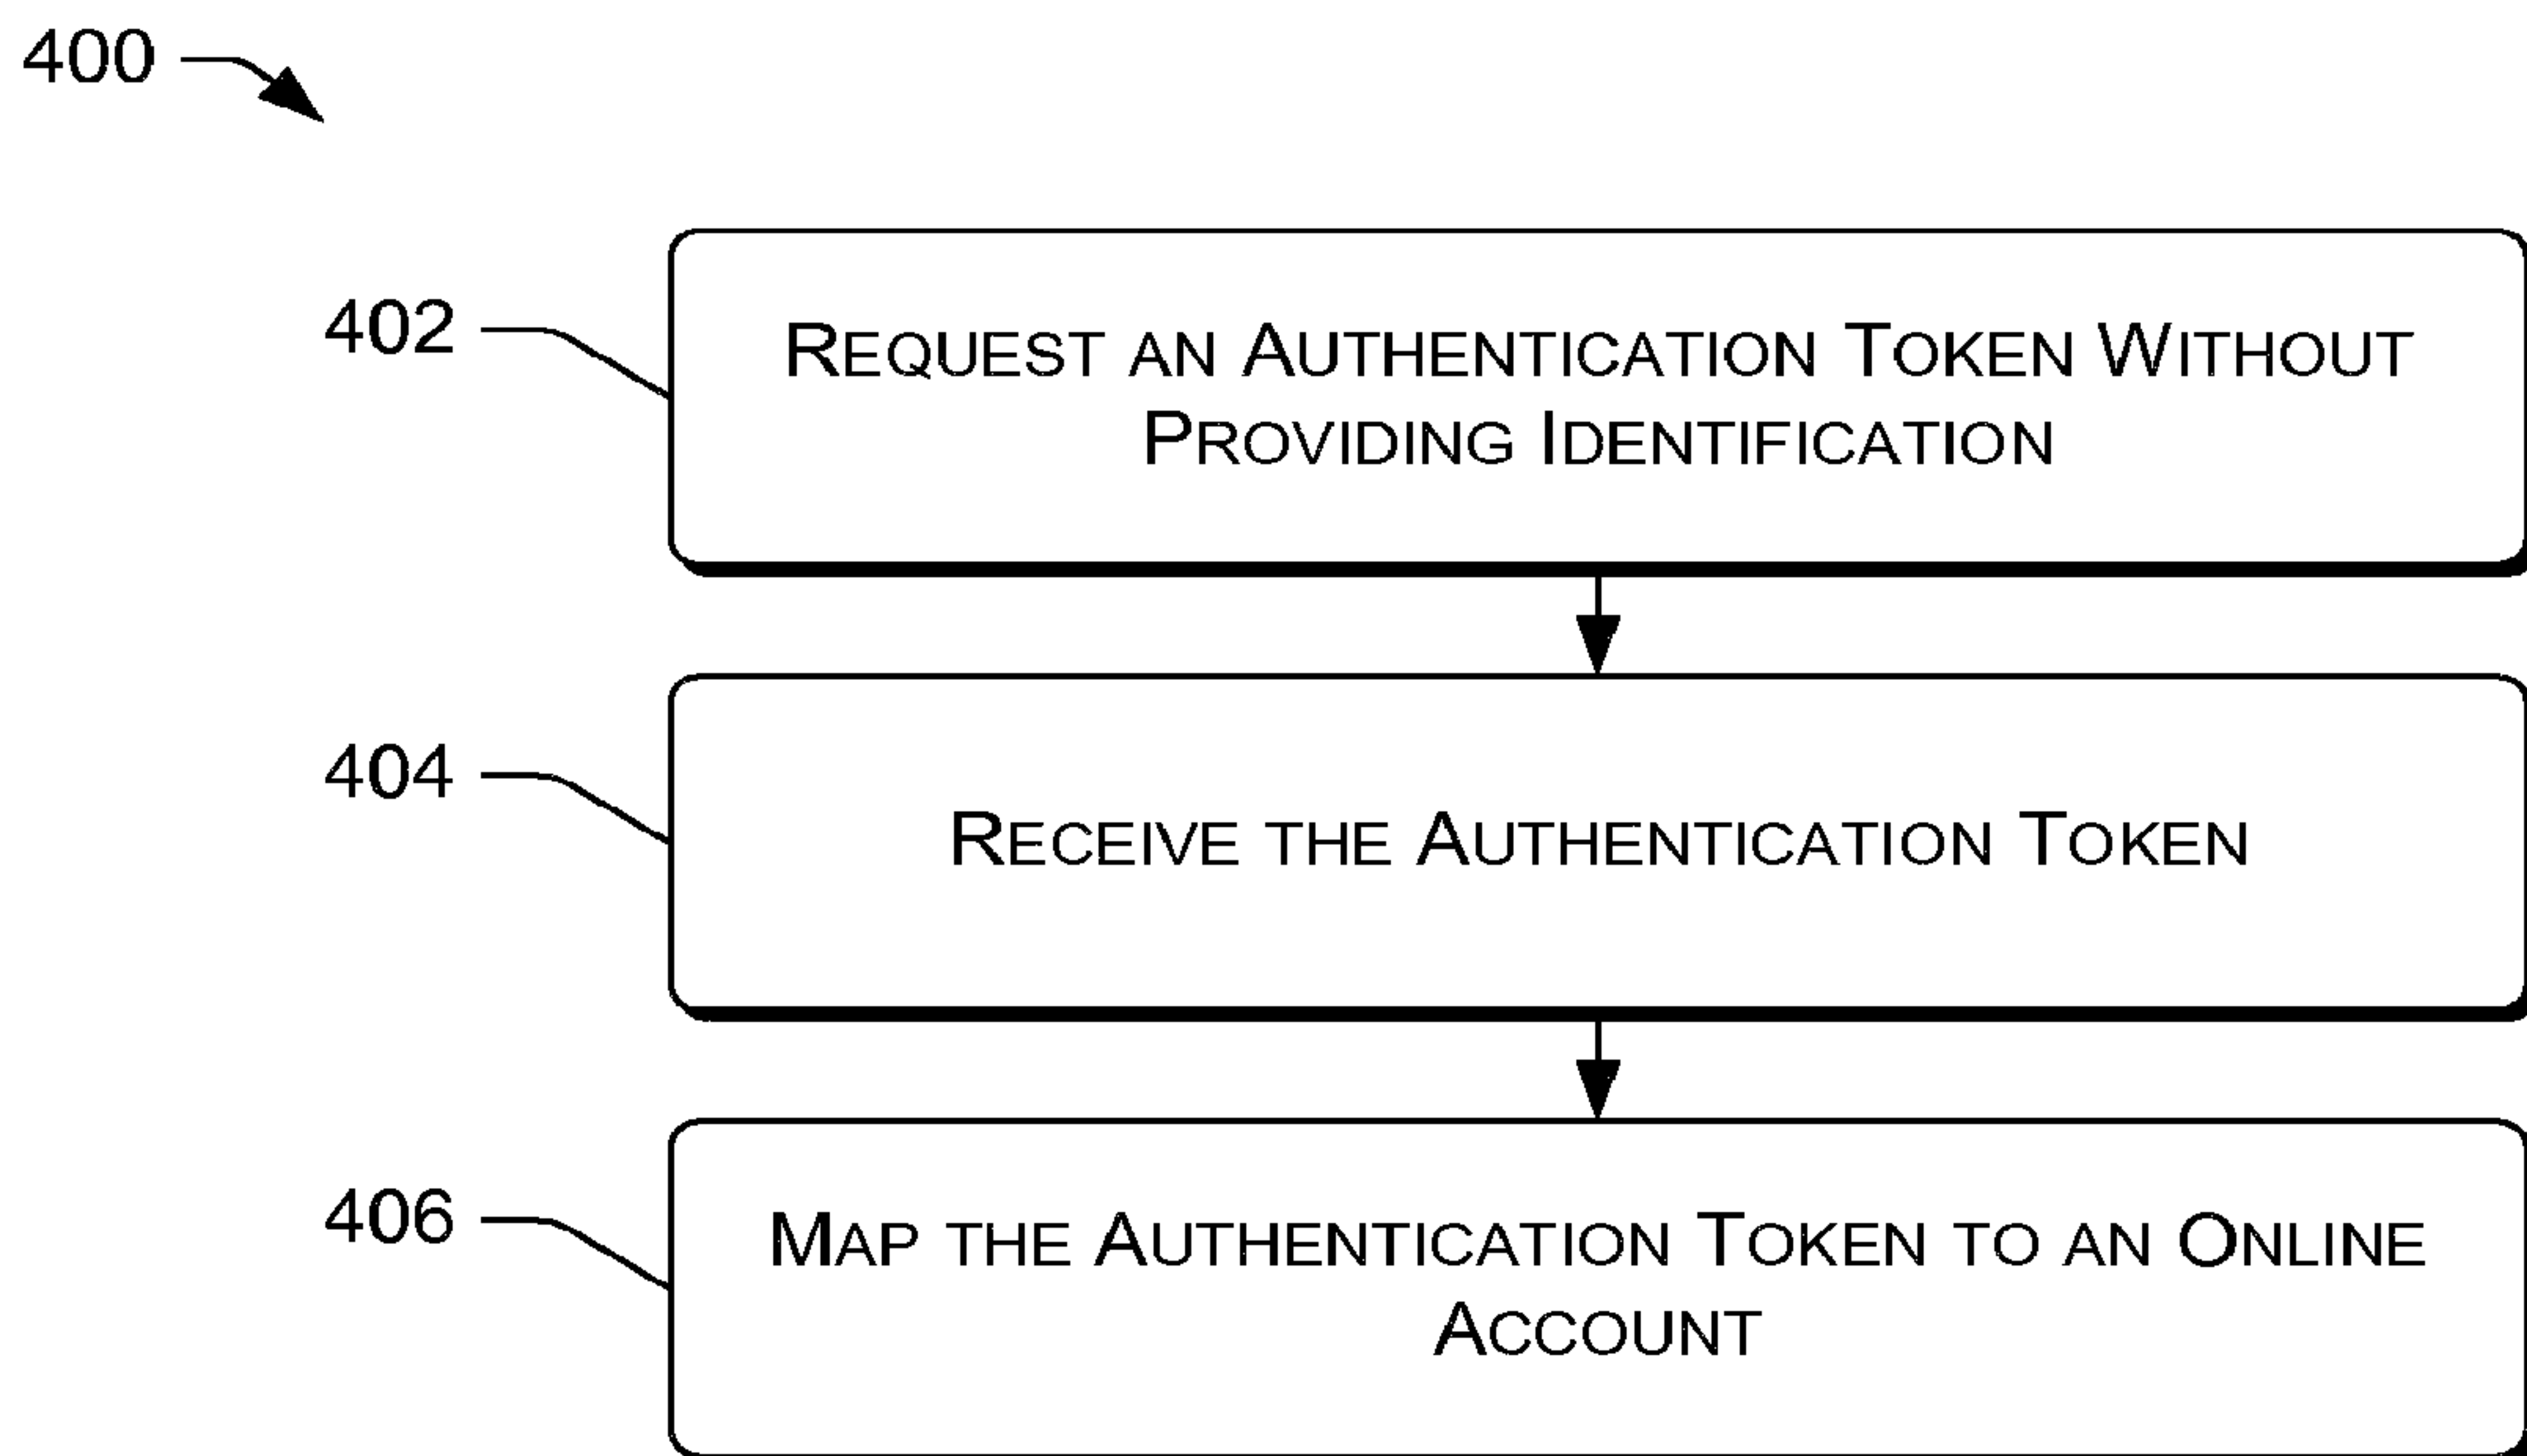 400
402
REQUEST AN AUTHENTICATION TOKEN WITHOUT
PROVIDING IDENTIFICATION
404
RECEIVE THE AUTHENTICATION TOKEN
406
MAP THE AUTHENTICATION TOKEN TO AN ONLINE
ACCOUNT